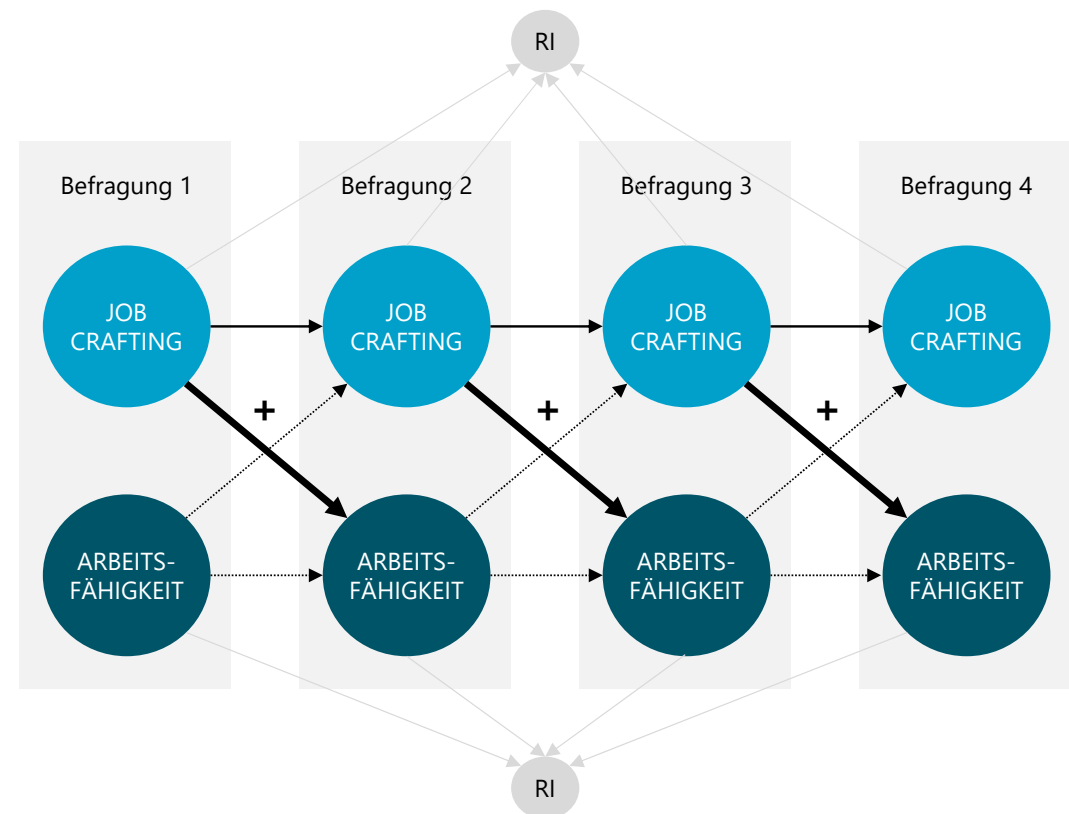 RI
Befragung 1
Befragung 2
Befragung 3
Befragung 4
JOB
CRAFTING
JOB
CRAFTING
JOB
CRAFTING
JOB
CRAFTING
+
+
+
ARBEITS-
FÄHIGKEIT
ARBEITS-
FÄHIGKEIT
ARBEITS-
FÄHIGKEIT
ARBEITS-
FÄHIGKEIT
RI